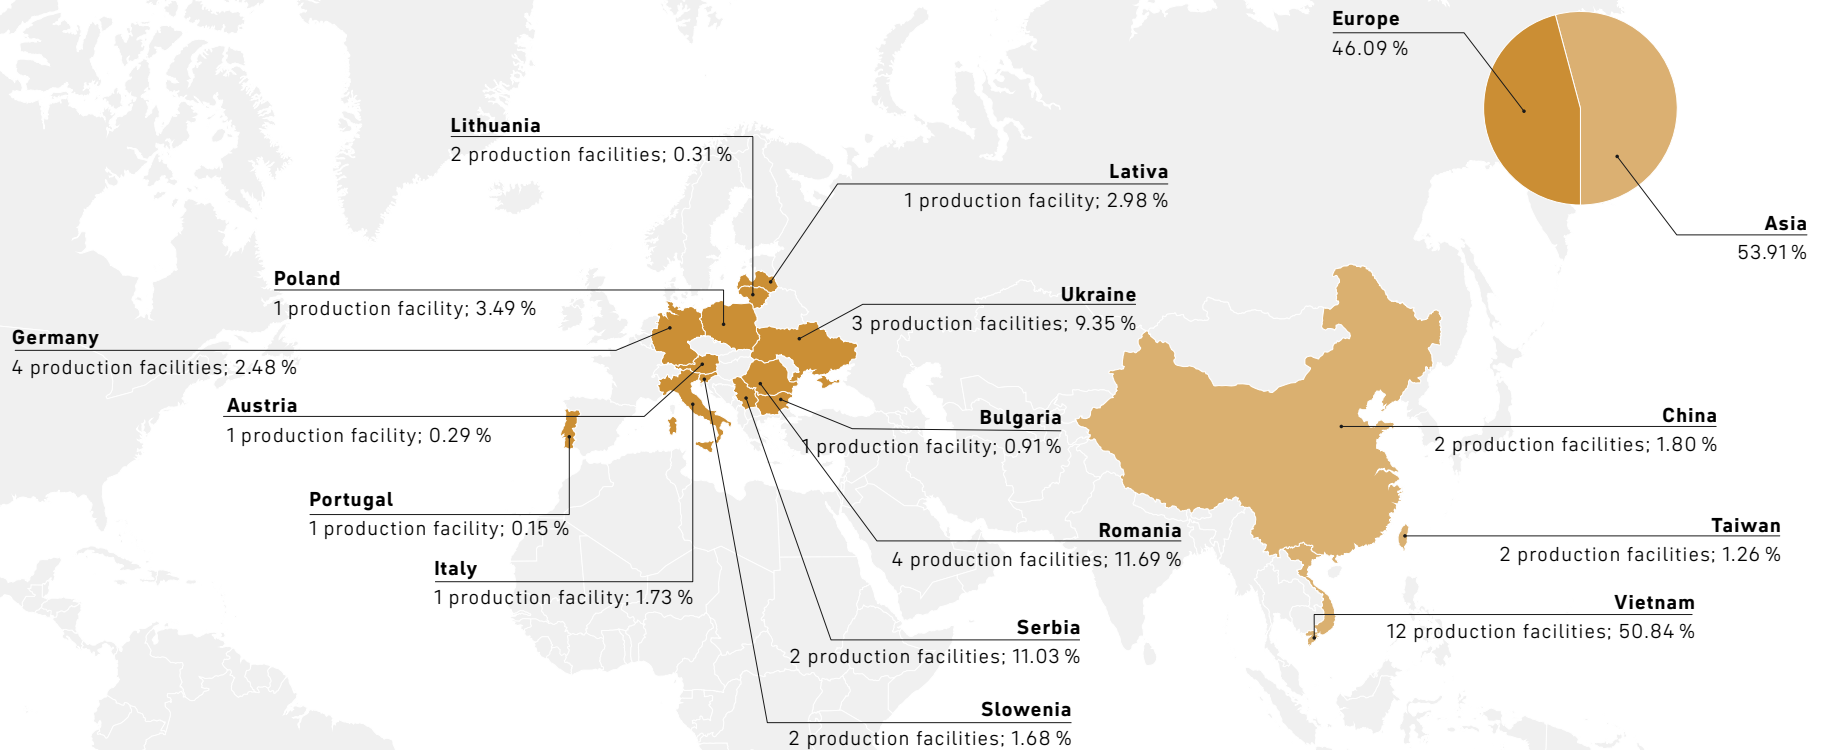 Europe
46.09 %
Lithuania
2 production facilities; 0.31 %
Lativa
1 production facility; 2.98 %
Asia
53.91 %
Poland
1 production facility; 3.49 %
Ukraine
3 production facilities; 9.35 %
Germany
4 production facilities; 2.48 %
Austria
1 production facility; 0.29 %
Bulgaria
1 production facility; 0.91 %
China
2 production facilities; 1.80 %
Portugal
1 production facility; 0.15 %
Romania
4 production facilities; 11.69 %
Taiwan
2 production facilities; 1.26 %
Italy
1 production facility; 1.73 %
Vietnam
12 production facilities; 50.84 %
Serbia
2 production facilities; 11.03 %
Slowenia
2 production facilities; 1.68 %